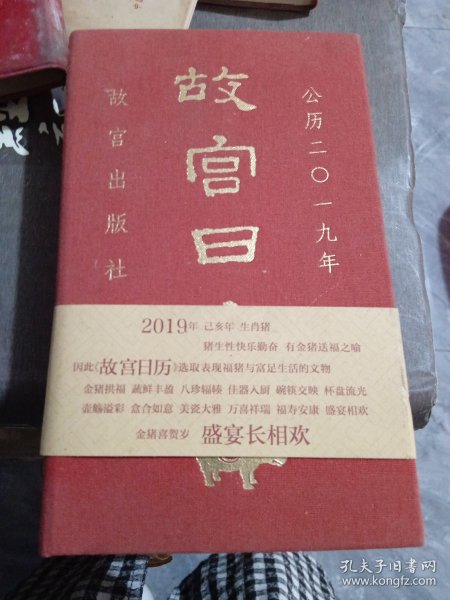 公历二〇一九年
故宫日
故宫出版社
2019年 己亥年 生肖猪
猪生性快乐勤奋 有金猪送福之喻
因此《故宫日历》选取表现福猪与富足生活的文物
金猪拱福 蔬鲜丰盈 八珍辐辏 佳器入厨 碗筷交映 杯盘流光
壶觞溢彩 盒合如意 美瓷大雅 万喜祥瑞 福寿安康 盛宴相欢
金猪喜贺岁 盛宴长相欢
孔夫子旧书网
www.kongfz.com